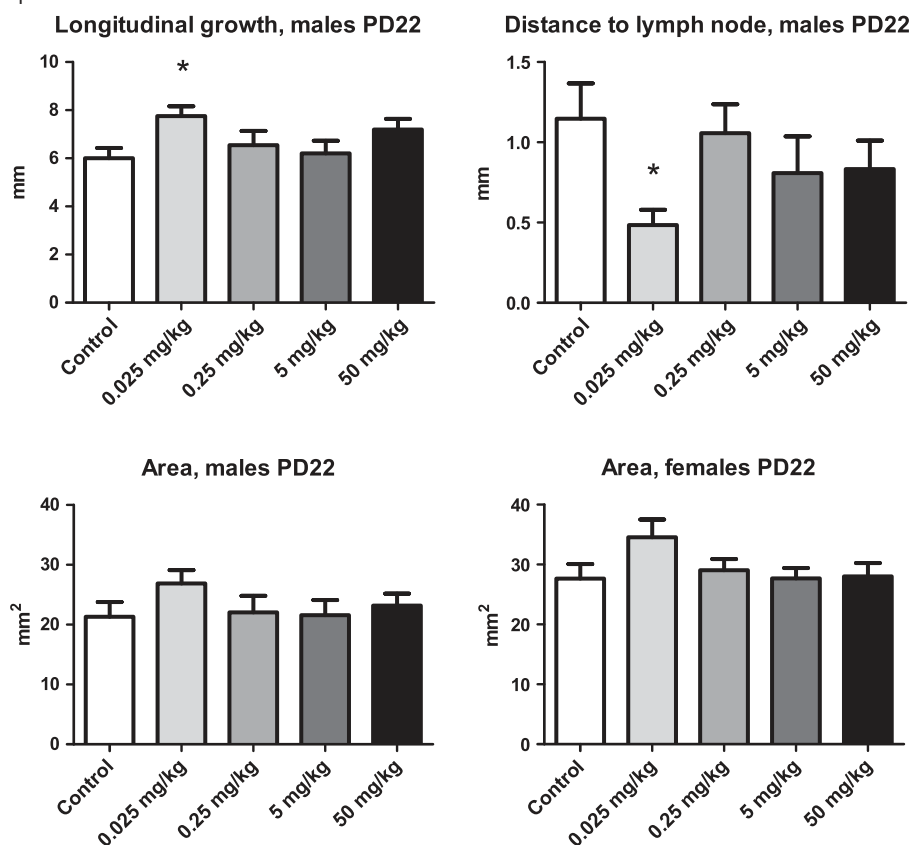 Longitudinal growth, males PD22
10
8
6
4
2
0
mm
*
Control
0.025 mg/kg
0.25 mg/kg
5 mg/kg
50 mg/kg
Distance to lymph node, males PD22
1.5
1.0
0.5
0.0
mm
*
Control
0.025 mg/kg
0.25 mg/kg
5 mg/kg
50 mg/kg
Area, males PD22
40
30
20
10
0
mm²
Control
0.025 mg/kg
0.25 mg/kg
5 mg/kg
50 mg/kg
Area, females PD22
40
30
20
10
0
mm²
Control
0.025 mg/kg
0.25 mg/kg
5 mg/kg
50 mg/kg